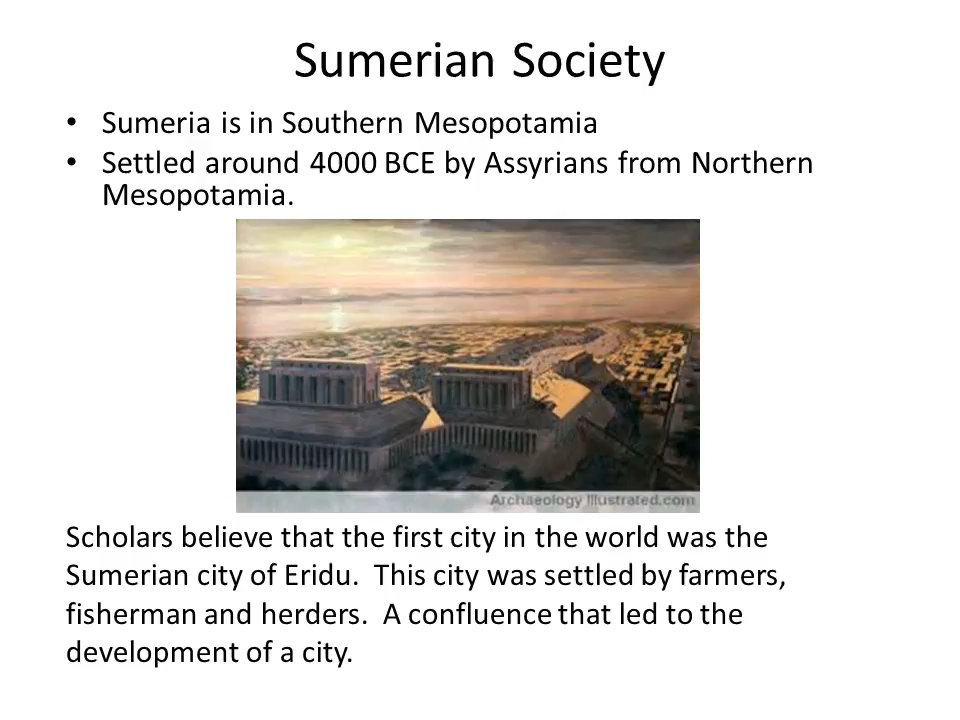 Sumerian Society
• Sumeria is in Southern Mesopotamia
• Settled around 4000 BCE by Assyrians from Northern
Mesopotamia.
Archaeology Illustrated.com
Scholars believe that the first city in the world was the
Sumerian city of Eridu.  This city was settled by farmers,
fisherman and herders.  A confluence that led to the
development of a city.